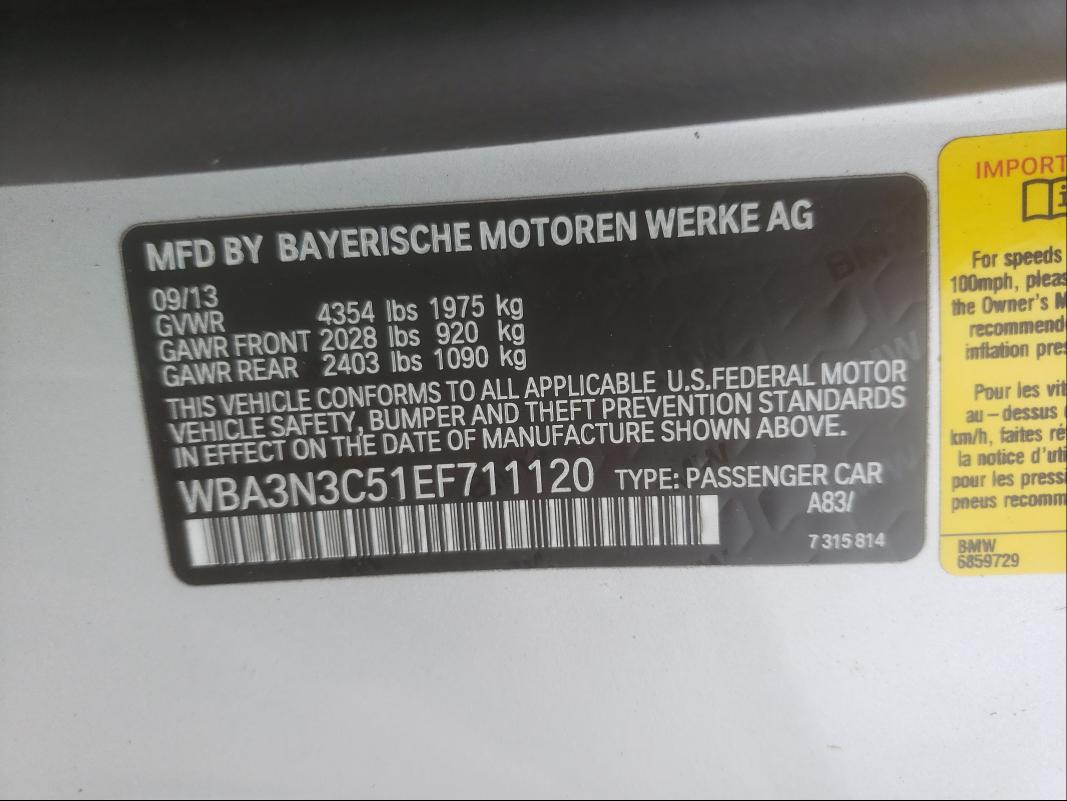 MFD BY BAYERISCHE MOTOREN WERKE AG
09/13
GVWR 4354 lbs 1975 kg
GAWR FRONT 2028 lbs 920 kg
GAWR REAR 2403 lbs 1090 kg
THIS VEHICLE CONFORMS TO ALL APPLICABLE U.S.FEDERAL MOTOR
VEHICLE SAFETY, BUMPER AND THEFT PREVENTION STANDARDS
IN EFFECT ON THE DATE OF MANUFACTURE SHOWN ABOVE.
WBA3N3C51EF711120 TYPE: PASSENGER CAR
A83/
7 315 814
IMPORT
For speeds
100mph, pleas
the Owner's M
recommend
inflation pres
Pour les vit
au-dessus
km/h, faites ré
la notice d'uti
pour les pressi
pneus recomm
BMW
6859729